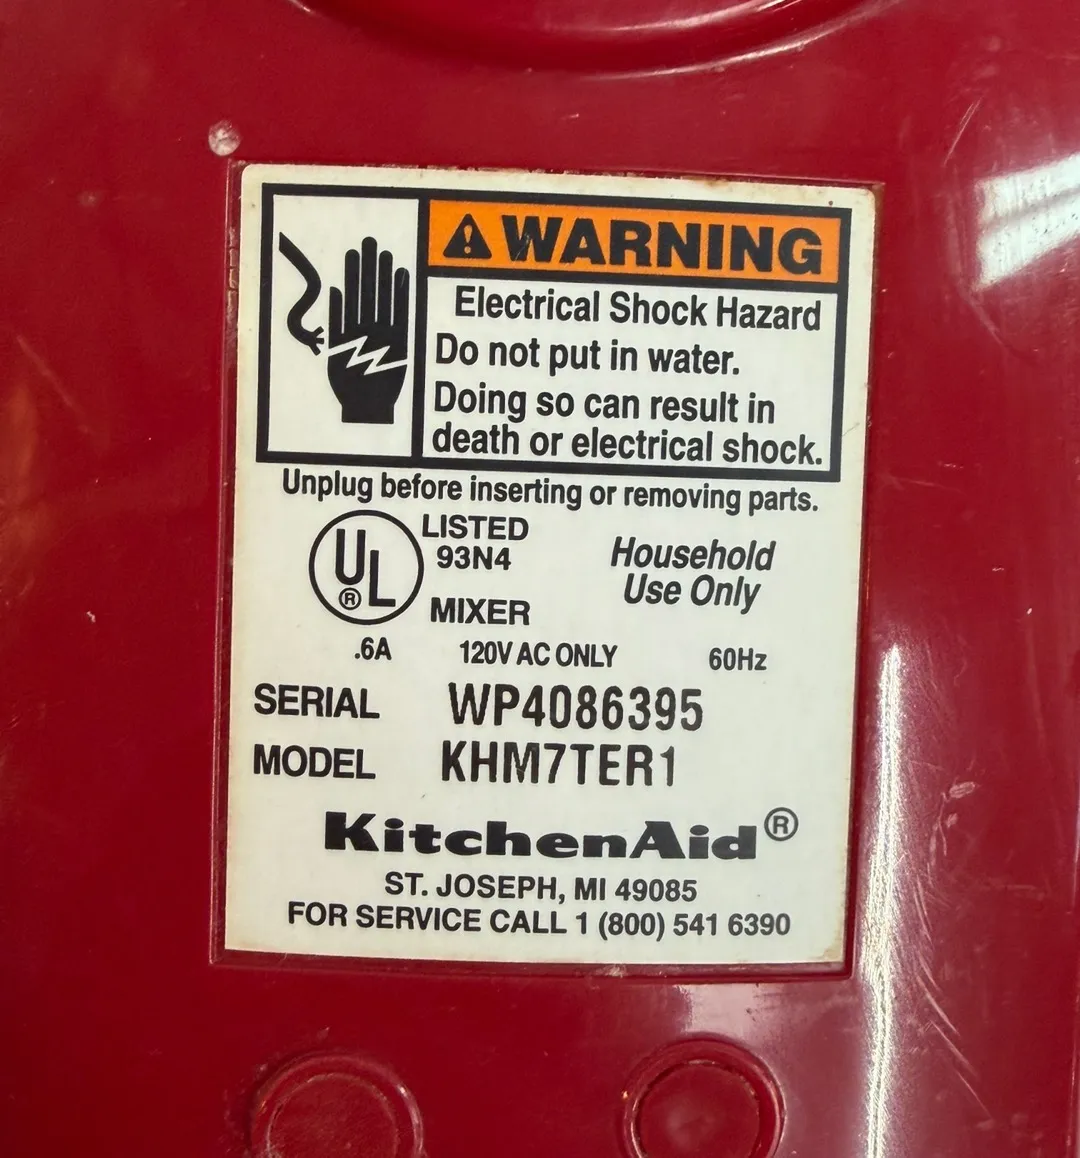 WARNING
Electrical Shock Hazard
Do not put in water.
Doing so can result in
death or electrical shock.
Unplug before inserting or removing parts.
UL® LISTED
93N4
MIXER
Household
Use Only
.6A 120V AC ONLY 60Hz
SERIAL WP4086395
MODEL KHM7TER1
KitchenAid®
ST. JOSEPH, MI 49085
FOR SERVICE CALL 1 (800) 541 6390